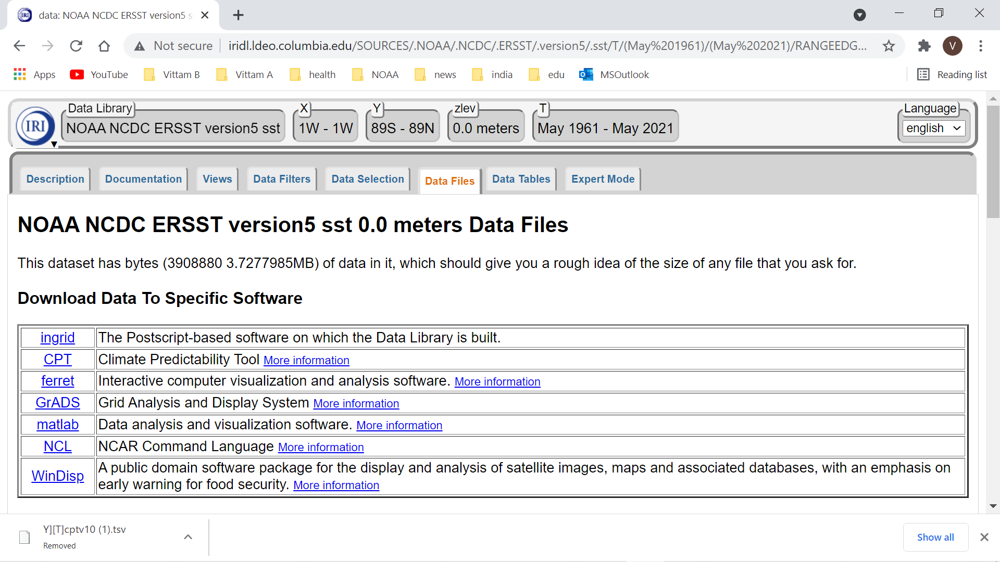 data: NOAA NCDC ERSST version5 s
Not secure
iridl.ldeo.columbia.edu/SOURCES/.NOAA/.NCDC/.ERSST/.version5/.sst/T/(May%201961)/(May%202021)/RANGEEDG...
V
Apps
YouTube
Vittam B
Vittam A
health
NOAA
news
india
edu
MSOutlook
Reading list
IRI
Data Library
NOAA NCDC ERSST version5 sst
X
1W - 1W
Y
89S - 89N
zlev
0.0 meters
T
May 1961 - May 2021
Language
english
Description
Documentation
Views
Data Filters
Data Selection
Data Files
Data Tables
Expert Mode
NOAA NCDC ERSST version5 sst 0.0 meters Data Files
This dataset has bytes (3908880 3.7277985MB) of data in it, which should give you a rough idea of the size of any file that you ask for.
Download Data To Specific Software
ingrid The Postscript-based software on which the Data Library is built.
CPT Climate Predictability Tool More information
ferret Interactive computer visualization and analysis software. More information
GrADS Grid Analysis and Display System More information
matlab Data analysis and visualization software. More information
NCL NCAR Command Language More information
WinDisp A public domain software package for the display and analysis of satellite images, maps and associated databases, with an emphasis on
early warning for food security. More information
Y][T]cptv10 (1).tsv
Removed
Show all